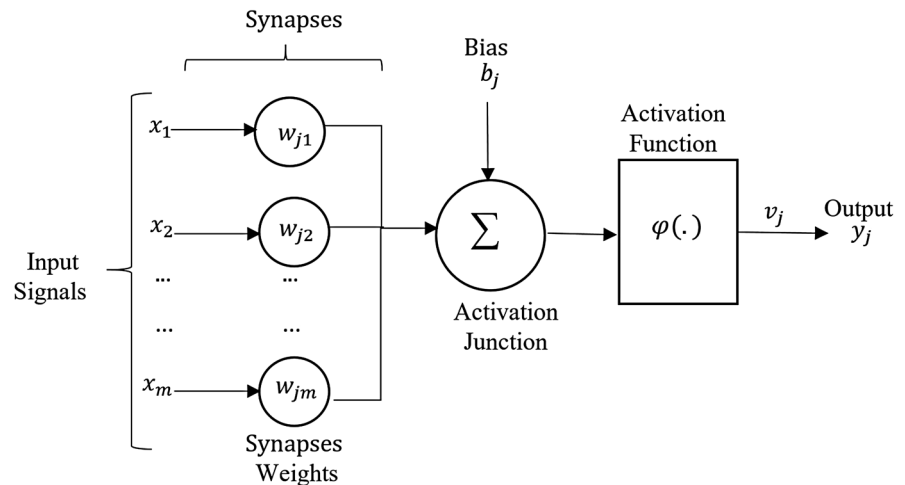 Synapses
Bias
b_j
Activation
Function
x_1
w_j1
x_2
w_j2
Σ
φ(.)
v_j
Output
y_j
Input
Signals
... ...
... ...
Activation
Junction
x_m
w_jm
Synapses
Weights